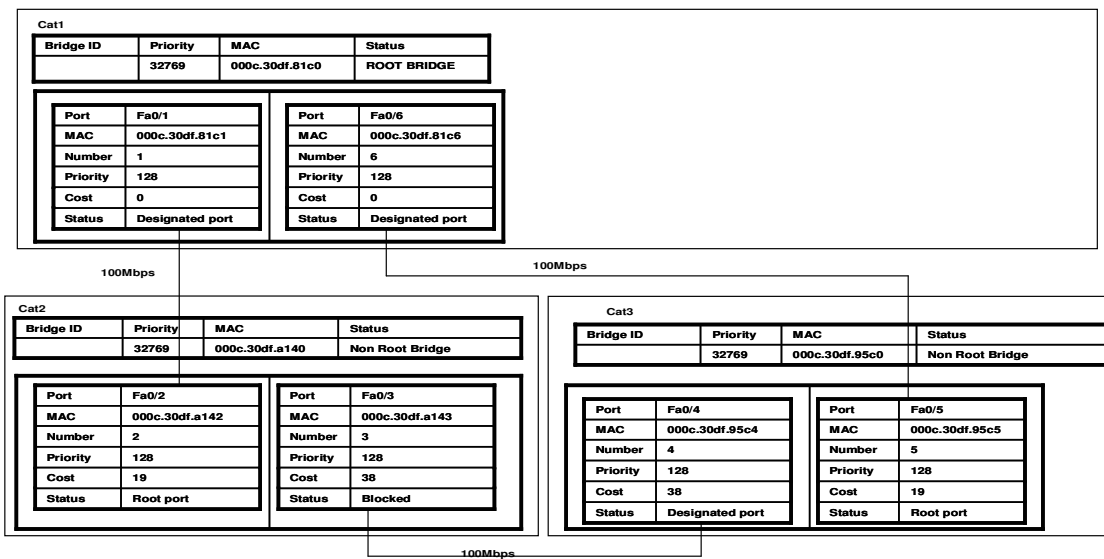 Cat1
Bridge ID Priority MAC Status
32769 000c.30df.81c0 ROOT BRIDGE
Port Fa0/1
MAC 000c.30df.81c1
Number 1
Priority 128
Cost 0
Status Designated port
Port Fa0/6
MAC 000c.30df.81c6
Number 6
Priority 128
Cost 0
Status Designated port
100Mbps
100Mbps
Cat2
Bridge ID Priority MAC Status
32769 000c.30df.a140 Non Root Bridge
Port Fa0/2
MAC 000c.30df.a142
Number 2
Priority 128
Cost 19
Status Root port
Port Fa0/3
MAC 000c.30df.a143
Number 3
Priority 128
Cost 38
Status Blocked
Cat3
Bridge ID Priority MAC Status
32769 000c.30df.95c0 Non Root Bridge
Port Fa0/4
MAC 000c.30df.95c4
Number 4
Priority 128
Cost 38
Status Designated port
Port Fa0/5
MAC 000c.30df.95c5
Number 5
Priority 128
Cost 19
Status Root port
100Mbps